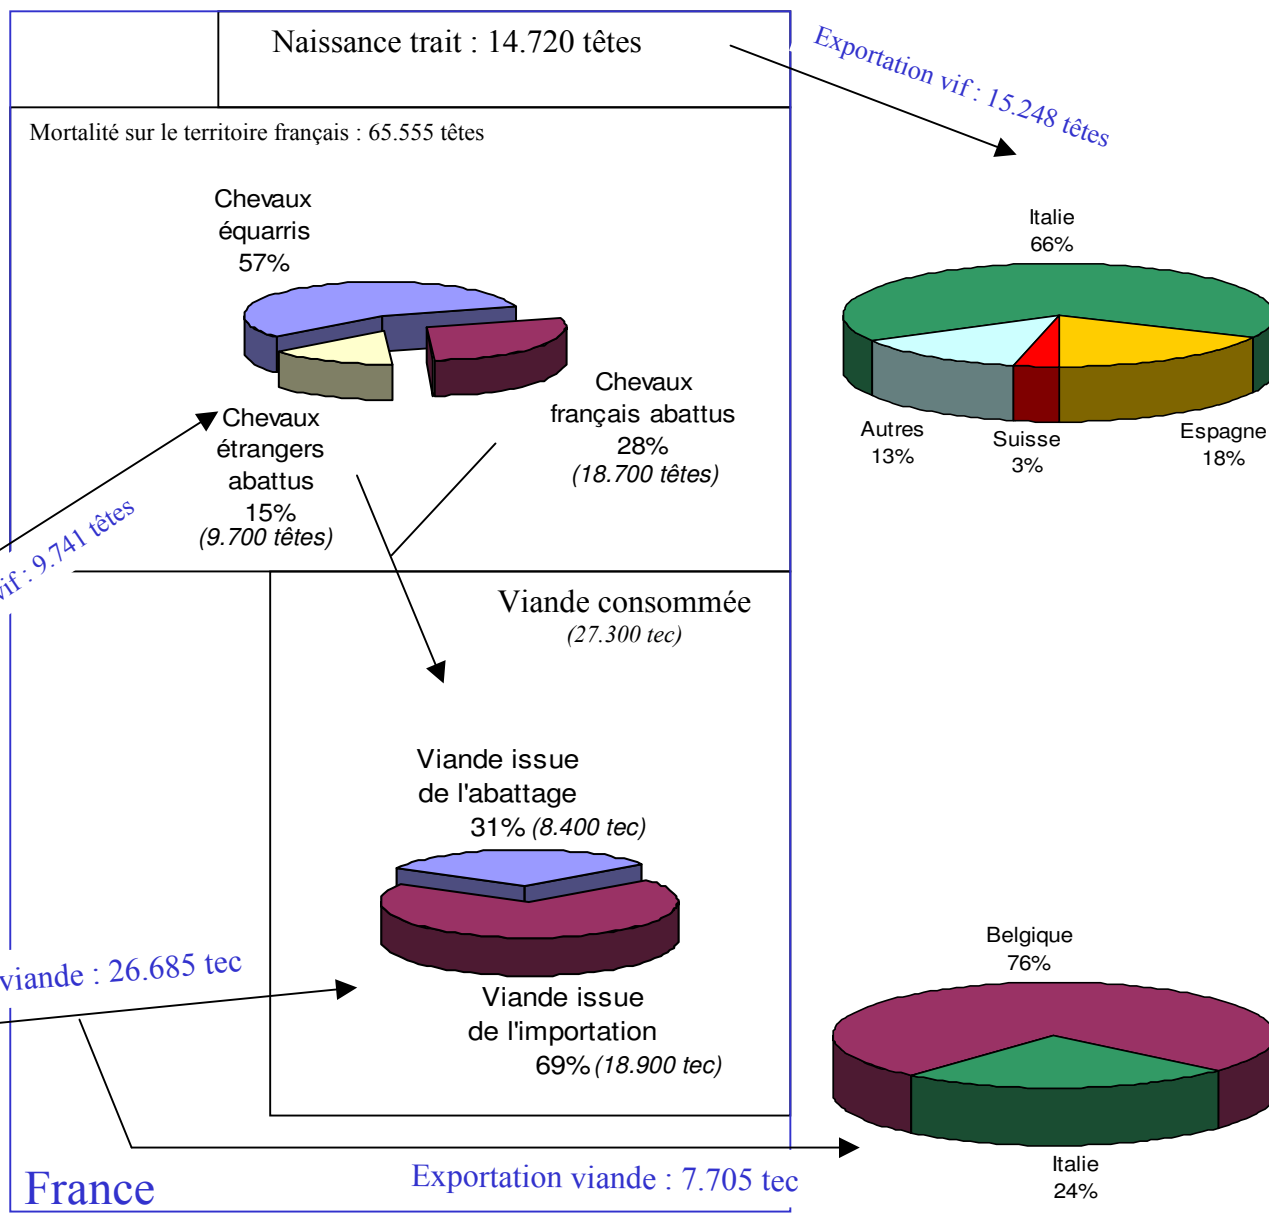 Naissance trait : 14.720 têtes
Exportation vif : 15.248 têtes
Mortalité sur le territoire français : 65.555 têtes
Chevaux
équarris
57%
Chevaux
français abattus
28%
(18.700 têtes)
Chevaux
étrangers
abattus
15%
(9.700 têtes)
vif : 9.741 têtes
Italie
66%
Autres
13%
Suisse
3%
Espagne
18%
Viande consommée
(27.300 tec)
Viande issue
de l'abattage
31% (8.400 tec)
Viande issue
de l'importation
69% (18.900 tec)
viande : 26.685 tec
Belgique
76%
Italie
24%
Exportation viande : 7.705 tec
France